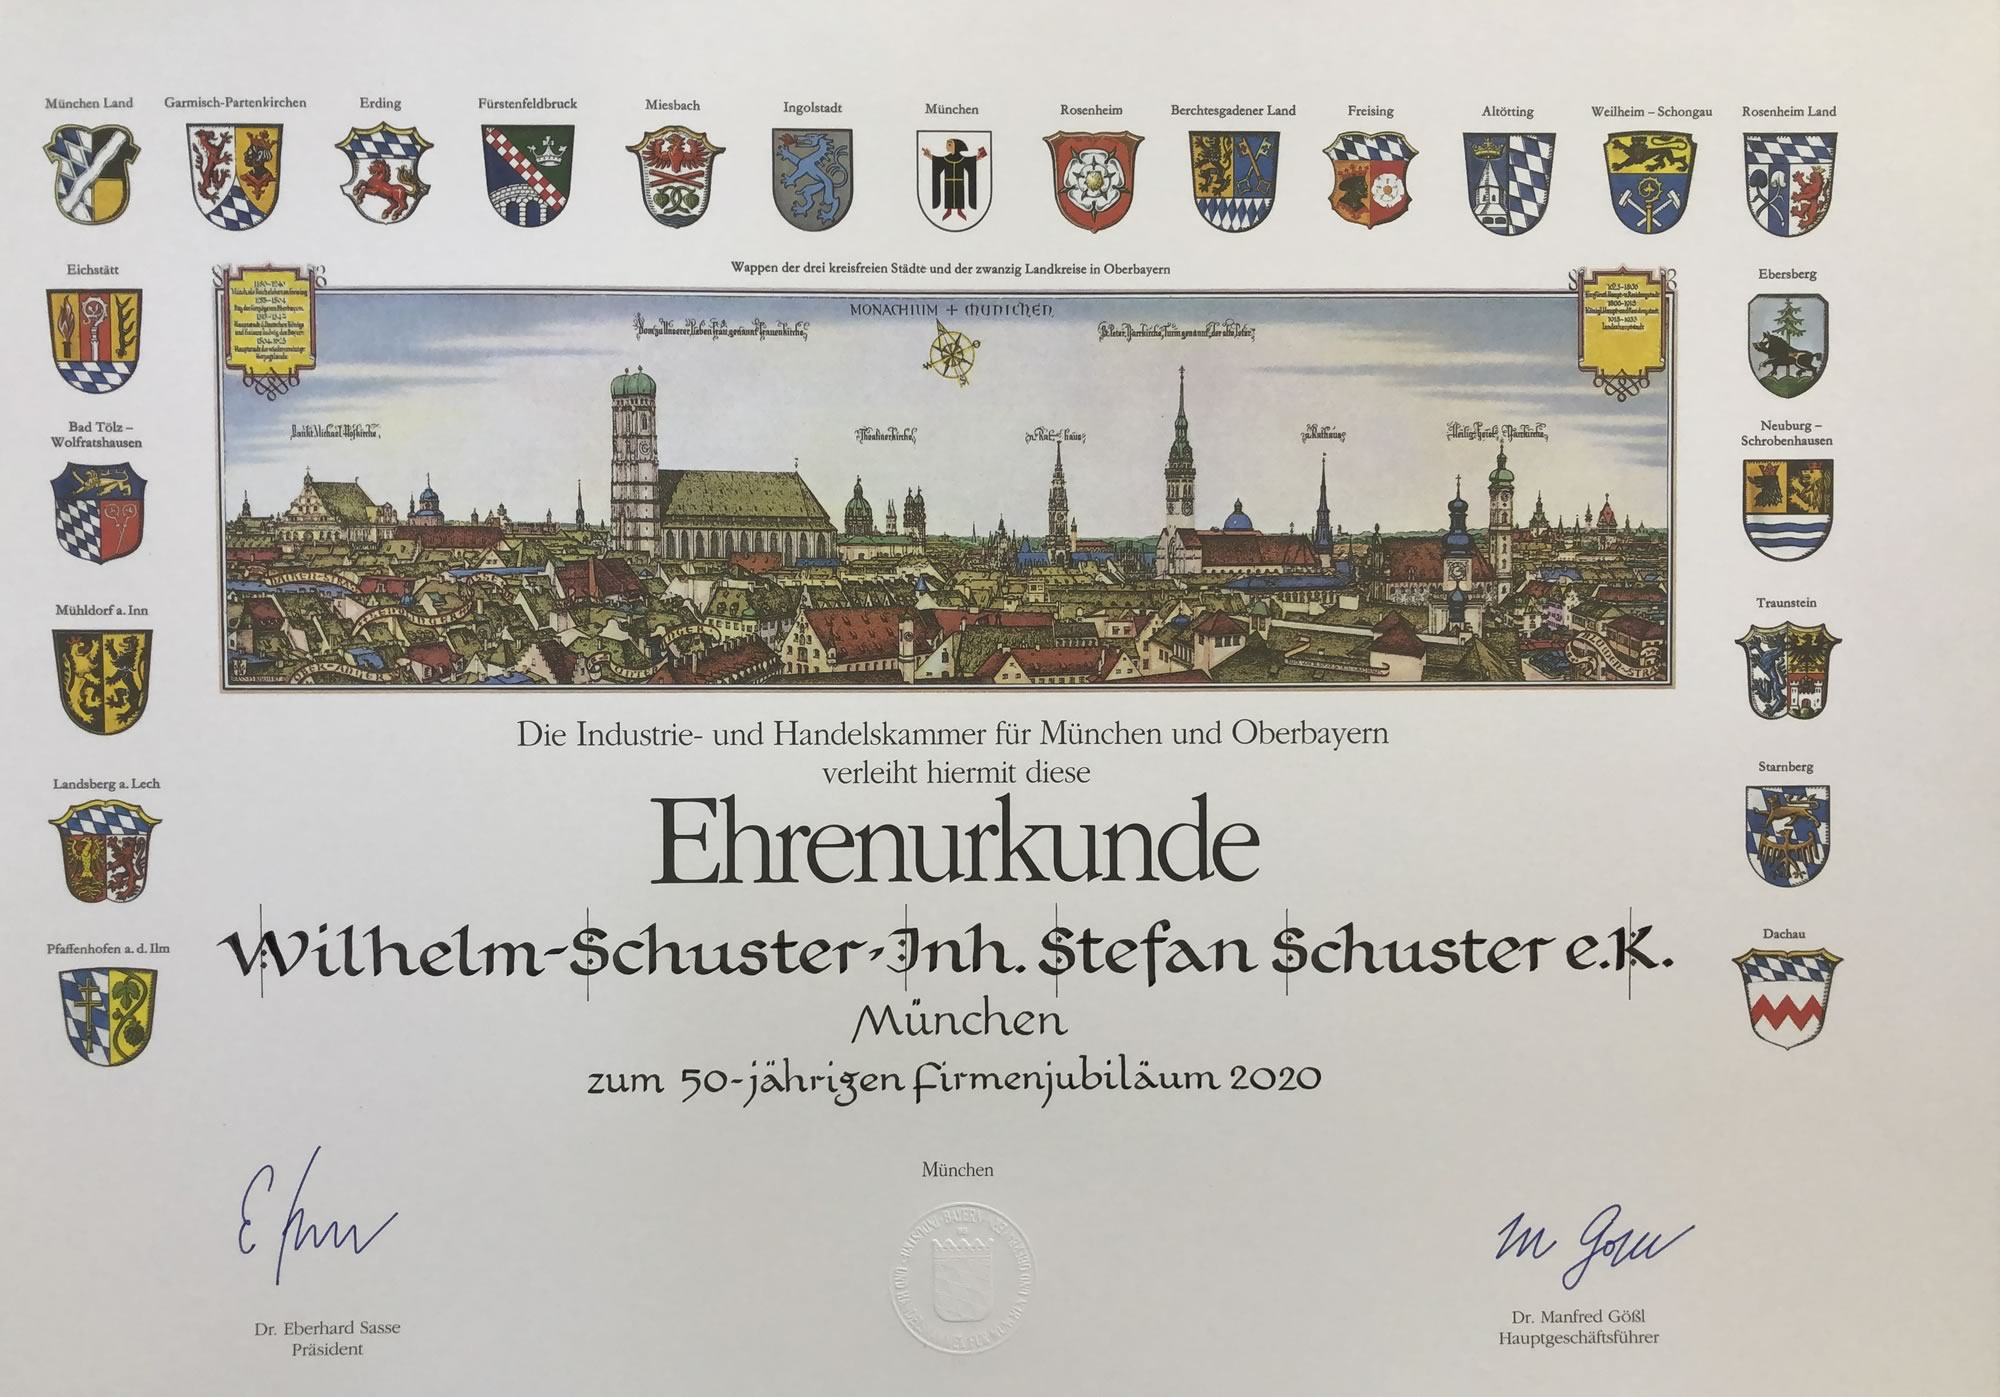 München Land
Garmisch-Partenkirchen
Erding
Fürstenfeldbruck
Miesbach
Ingolstadt
München
Rosenheim
Berchtesgadener Land
Freising
Altötting
Weilheim – Schongau
Rosenheim Land
Wappen der drei kreisfreien Städte und der zwanzig Landkreise in Oberbayern
Eichstätt
Bad Tölz –
Wolfratshausen
Mühldorf a. Inn
Landsberg a. Lech
Pfaffenhofen a. d. Ilm
Ebersberg
Neuburg –
Schrobenhausen
Traunstein
Starnberg
Dachau
MONACHIUM + MUNICHEN
Die Industrie- und Handelskammer für München und Oberbayern
verleiht hiermit diese
Ehrenurkunde
Wilhelm-Schuster-Inh. Stefan Schuster e.K.
München
zum 50-jährigen Firmenjubiläum 2020
München
Dr. Eberhard Sasse
Präsident
Dr. Manfred Gößl
Hauptgeschäftsführer